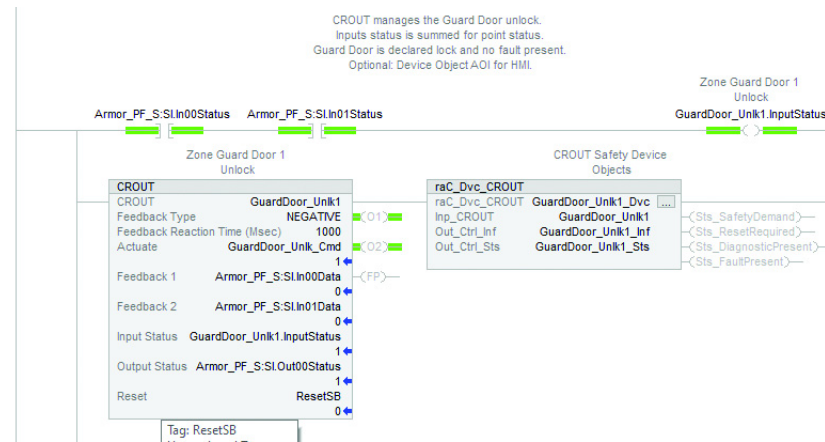 CROUT manages the Guard Door unlock.
Inputs status is summed for point status.
Guard Door is declared lock and no fault present.
Optional: Device Object AOI for HMI.
Zone Guard Door 1
Unlock
Armor_PF_S:SI.In00Status Armor_PF_S:SI.In01Status GuardDoor_Unlk1.InputStatus
Zone Guard Door 1
Unlock
CROUT
CROUT GuardDoor_Unlk1
Feedback Type NEGATIVE (O1)
Feedback Reaction Time (Msec) 1000
Actuate GuardDoor_Unlk_Cmd (O2)
1
Feedback 1 Armor_PF_S:SI.In00Data (FP)
0
Feedback 2 Armor_PF_S:SI.In01Data
0
Input Status GuardDoor_Unlk1.InputStatus
1
Output Status Armor_PF_S:SI.Out00Status
1
Reset ResetSB
0
Tag: ResetSB
CROUT Safety Device
Objects
raC_Dvc_CROUT
raC_Dvc_CROUT GuardDoor_Unlk1_Dvc ...
Inp_CROUT GuardDoor_Unlk1 (Sts_SafetyDemand)
Out_Ctrl_Inf GuardDoor_Unlk1_Inf (Sts_ResetRequired)
Out_Ctrl_Sts GuardDoor_Unlk1_Sts (Sts_DiagnosticPresent)
(Sts_FaultPresent)